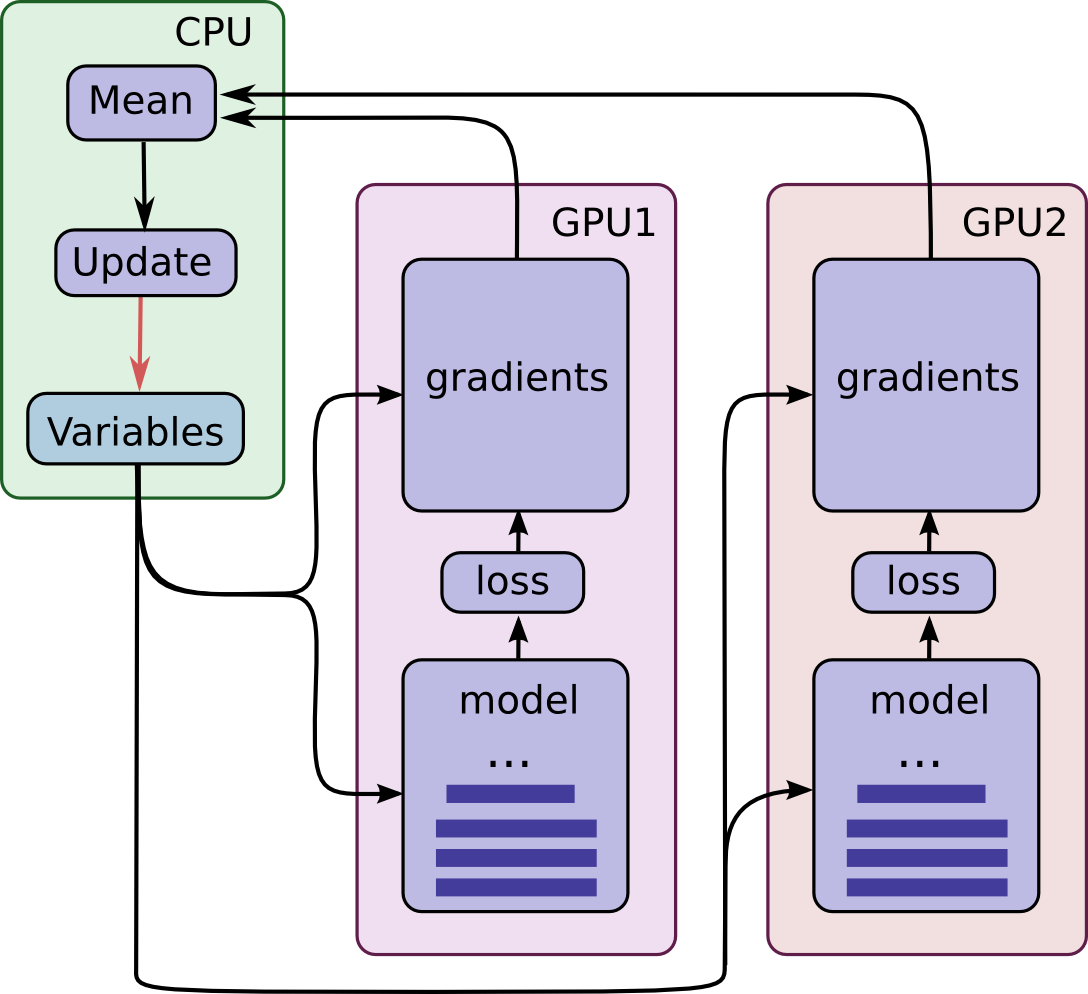 CPU
Mean
Update
Variables
GPU1
gradients
loss
model
...
GPU2
gradients
loss
model
...